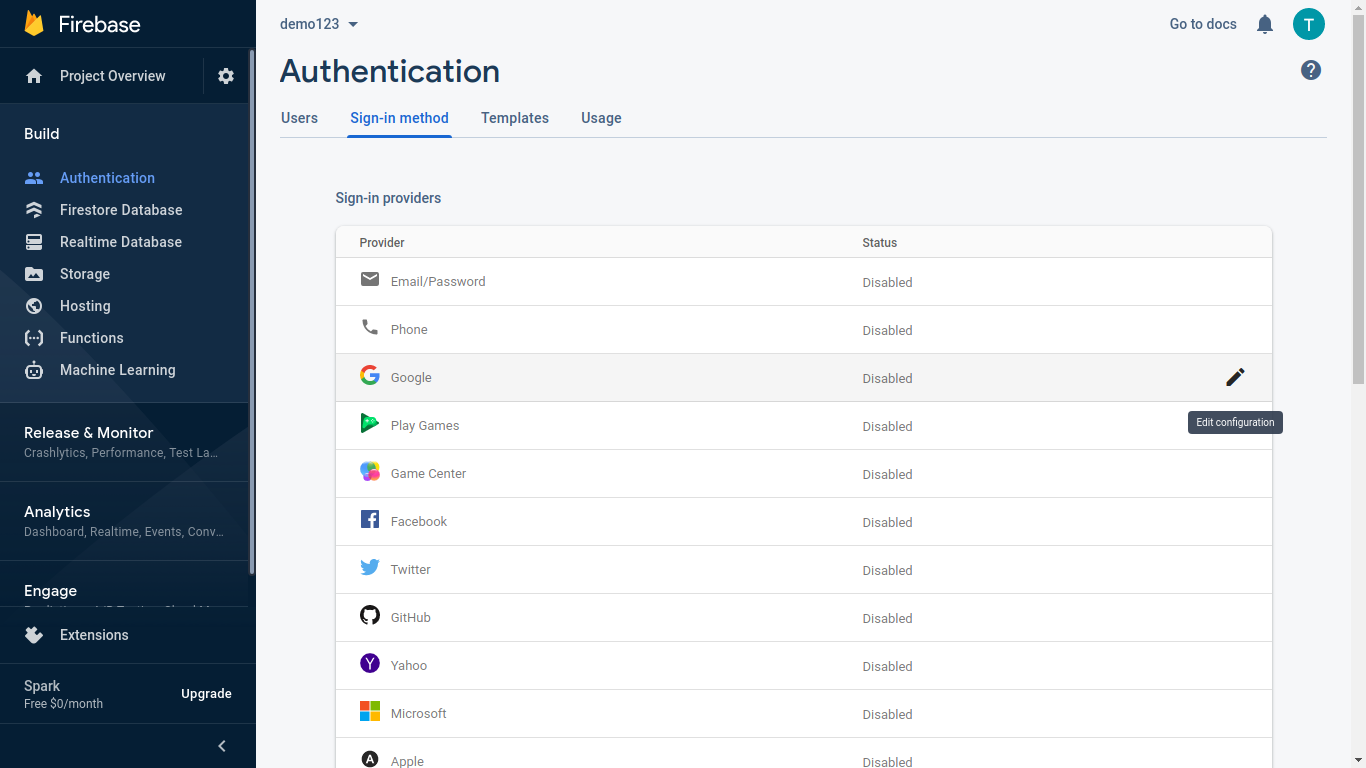 Firebase
demo123
Go to docs
T
Project Overview
Authentication
Users
Sign-in method
Templates
Usage
Build
Authentication
Firestore Database
Realtime Database
Storage
Hosting
Functions
Machine Learning
Release & Monitor
Crashlytics, Performance, Test La...
Analytics
Dashboard, Realtime, Events, Conv...
Engage
Extensions
Spark
Free $0/month
Upgrade
Sign-in providers
Provider Status
Email/Password Disabled
Phone Disabled
Google Disabled
Edit configuration
Play Games Disabled
Game Center Disabled
Facebook Disabled
Twitter Disabled
GitHub Disabled
Yahoo Disabled
Microsoft Disabled
Apple Disabled